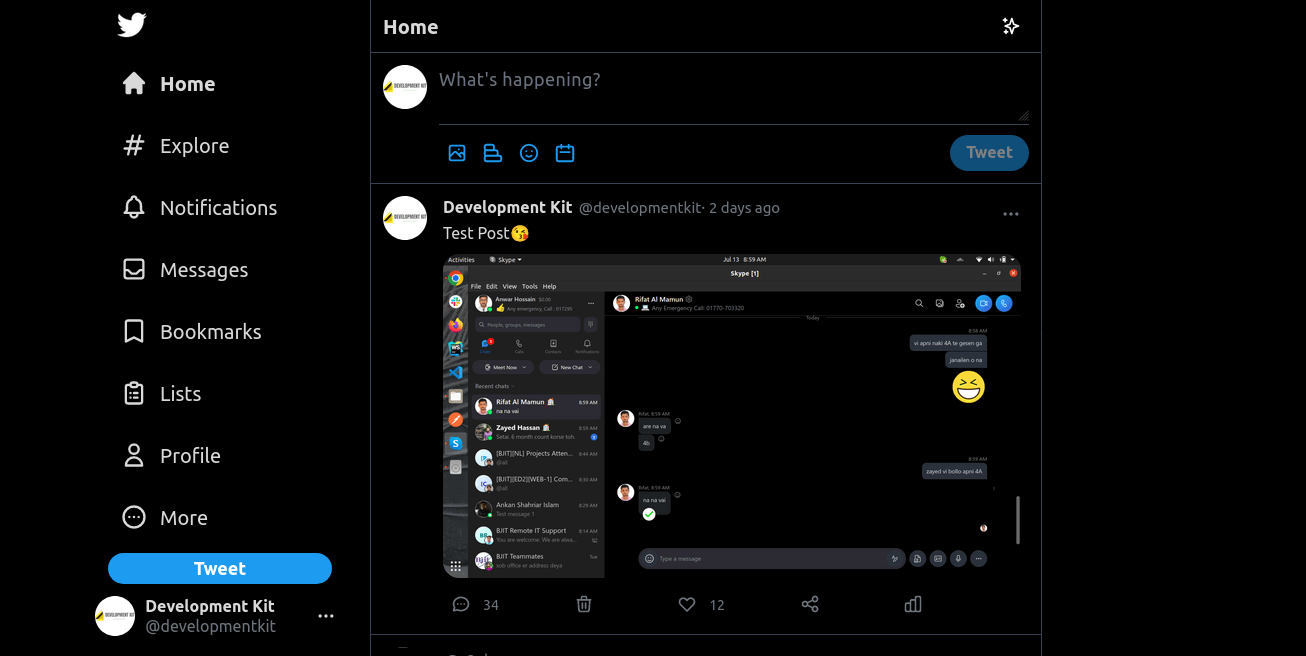 Home
Explore
Notifications
Messages
Bookmarks
Lists
Profile
More
Tweet
Development Kit
@developmentkit
Home
DEVELOPMENT KIT
What's happening?
Tweet
DEVELOPMENT KIT
Development Kit @developmentkit· 2 days ago
Test Post😘
Activities Skype Jul 13 8:59 AM
Skype [1]
File Edit View Tools Help
Anwar Hossain $0.00
Any emergency, Call : 017295
People, groups, messages
Chats Calls Contacts Notifications
Meet Now New Chat
Recent chats
Rifat Al Mamun 8:59 AM
na na vai
Zayed Hassan 8:59 AM
Setai. 6 month count korse toh.
[BJIT][NL] Projects Atten... 8:44 AM
@all
[BJIT][ED2][WEB-1] Com... 8:30 AM
@all
Ankan Shahriar Islam 8:29 AM
Test message 1
BJIT Remote IT Support 8:14 AM
You are welcome. We are alwa...
BJIT Teammates Tue
sob office er address deya
Rifat Al Mamun
Any Emergency Call: 01770-703320
Today
8:58 AM
vi apni naki 4A te gesen ga
janailen o na
Rifat, 8:59 AM
are na va
4b
8:59 AM
zayed vi bollo apni 4A
Rifat, 8:59 AM
na na vai
Type a message
34
12
DEVELOPMENT KIT